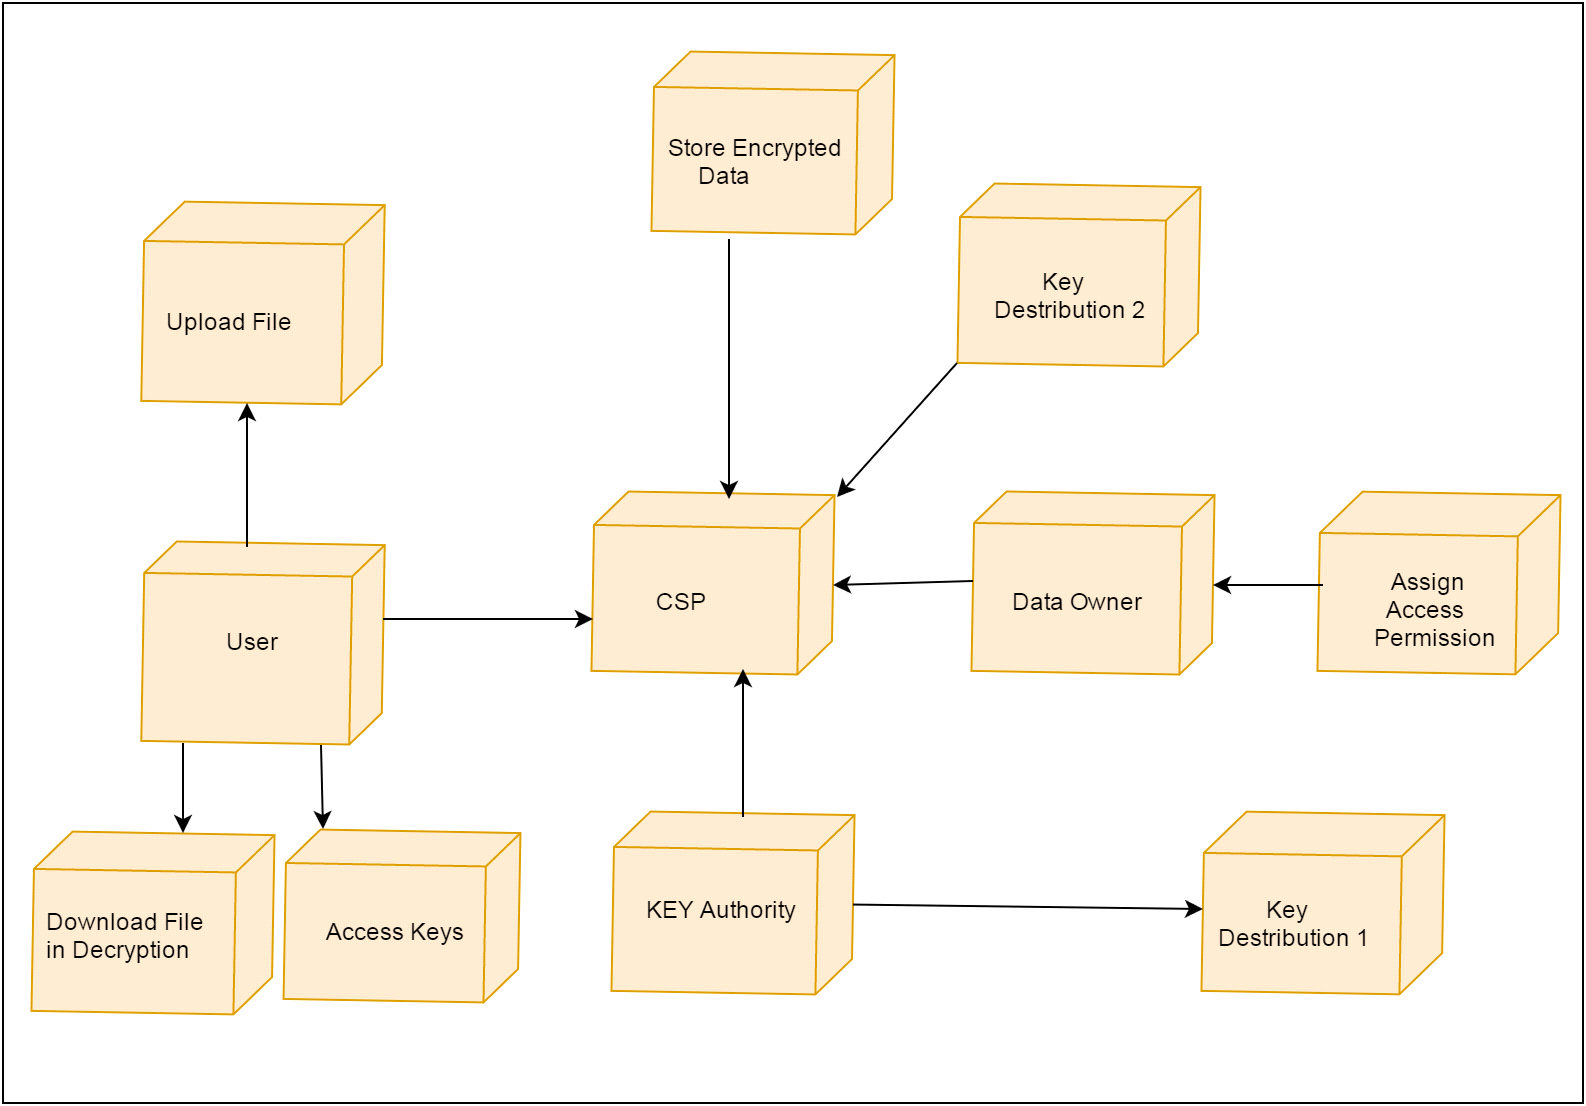 Store Encrypted
Data
Key
Destribution 2
Upload File
CSP
Data Owner
Assign
Access
Permission
User
Download File
in Decryption
Access Keys
KEY Authority
Key
Destribution 1